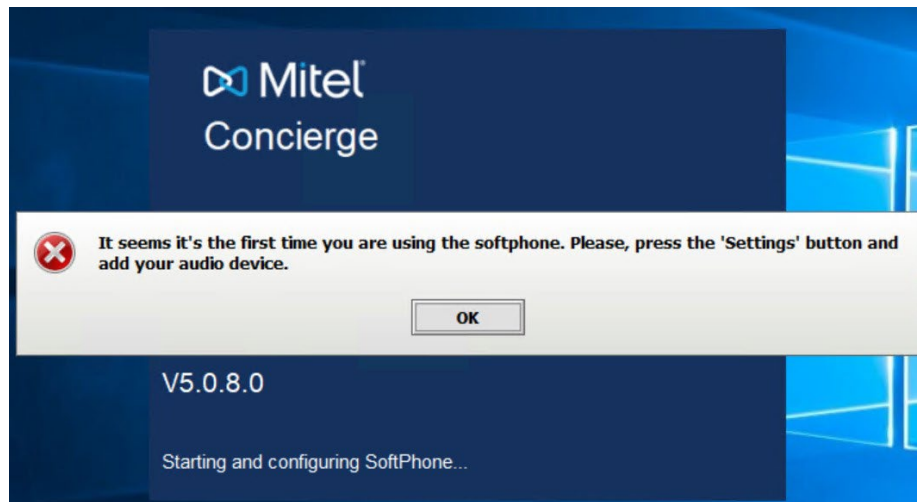 Mitel
Concierge
It seems it's the first time you are using the softphone. Please, press the 'Settings' button and
add your audio device.
OK
V5.0.8.0
Starting and configuring SoftPhone...